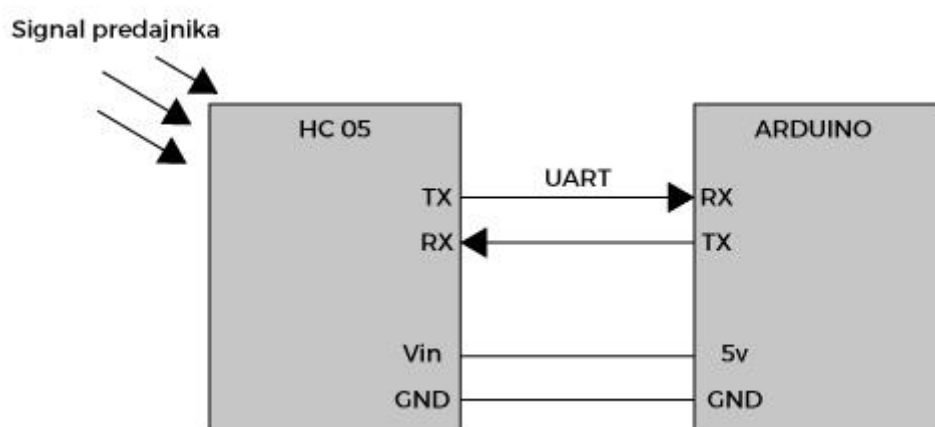 Signal predajnika
HC 05
ARDUINO
UART
TX
RX
RX
TX
Vin
5v
GND
GND